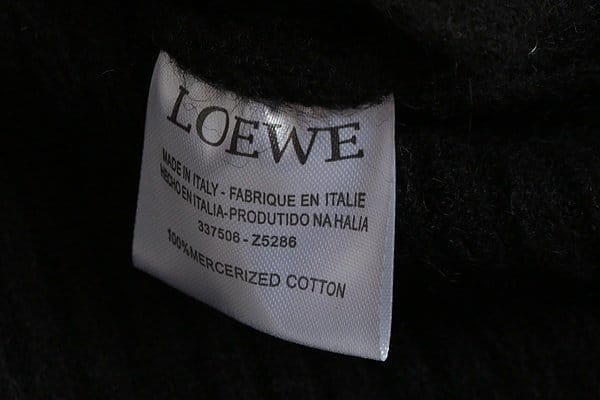 LOEWE
MADE IN ITALY - FABRIQUE EN ITALIE
HECHO EN ITALIA-PRODUTIDO NA HALIA
337506 - Z5286
100%MERCERIZED COTTON